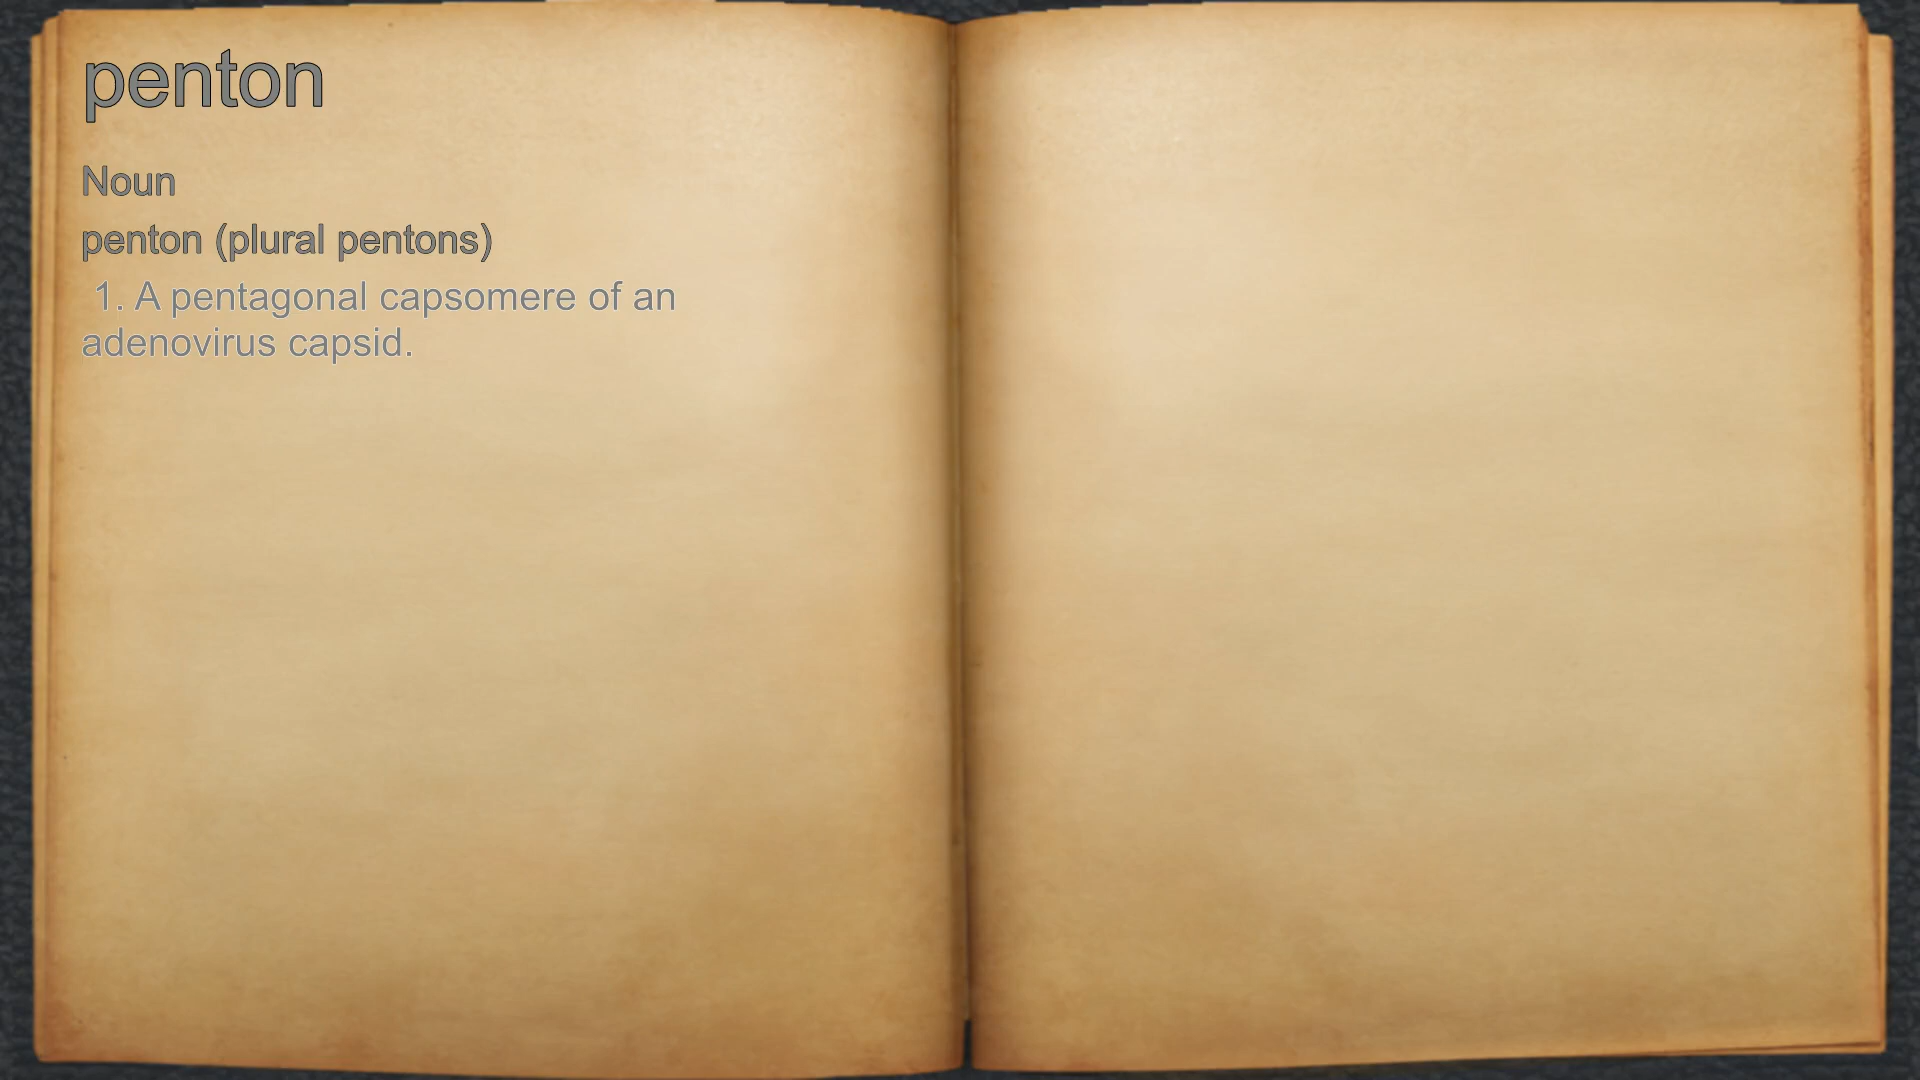 penton
Noun
penton (plural pentons)
1. A pentagonal capsomere of an
adenovirus capsid.